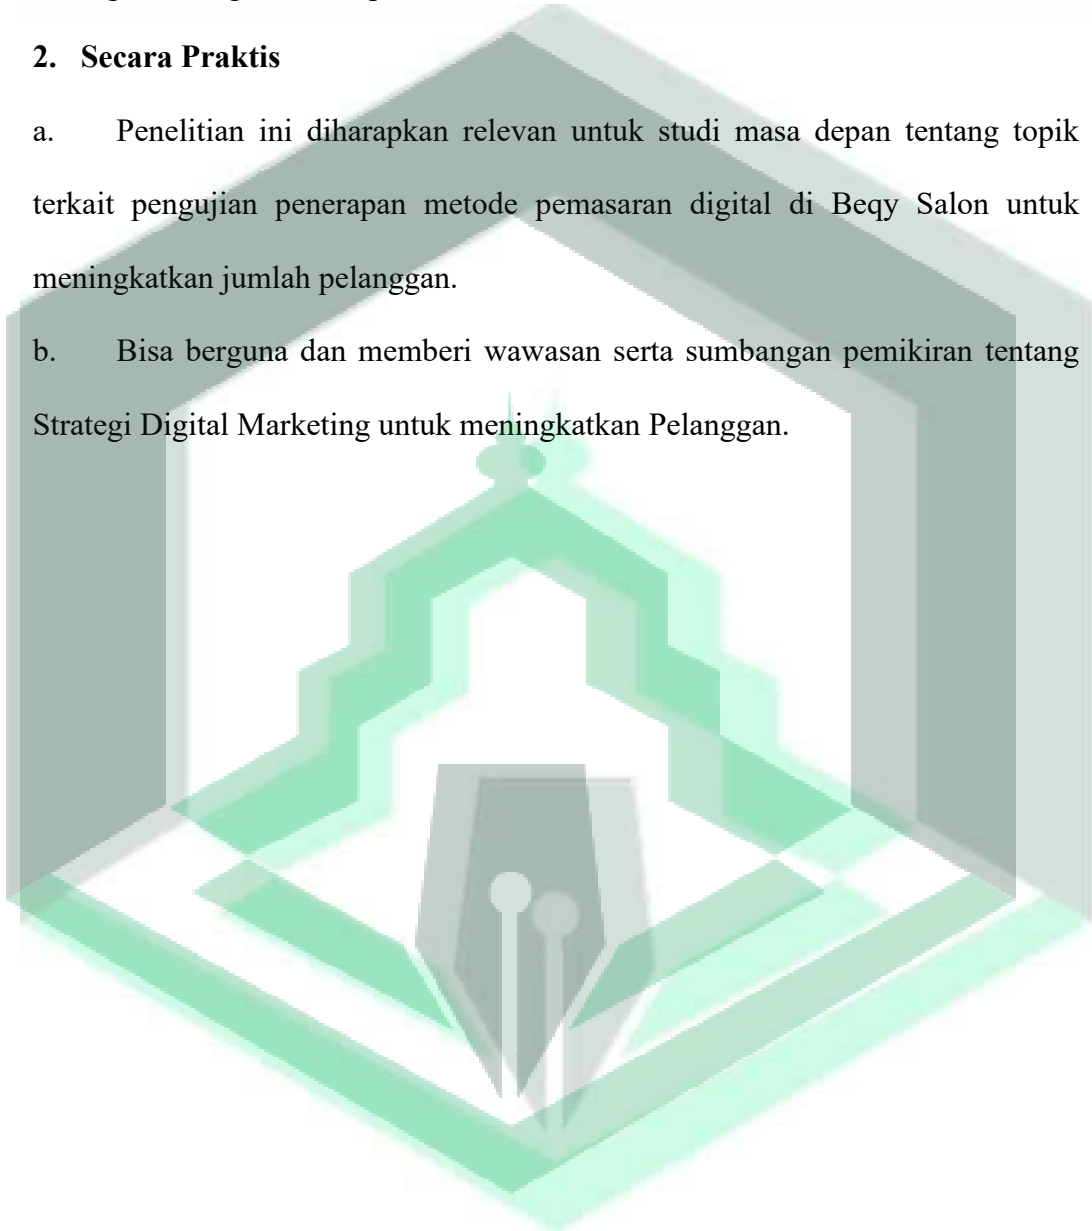 2. Secara Praktis
a. Penelitian ini diharapkan relevan untuk studi masa depan tentang topik
terkait pengujian penerapan metode pemasaran digital di Beqy Salon untuk
meningkatkan jumlah pelanggan.
b. Bisa berguna dan memberi wawasan serta sumbangan pemikiran tentang
Strategi Digital Marketing untuk meningkatkan Pelanggan.